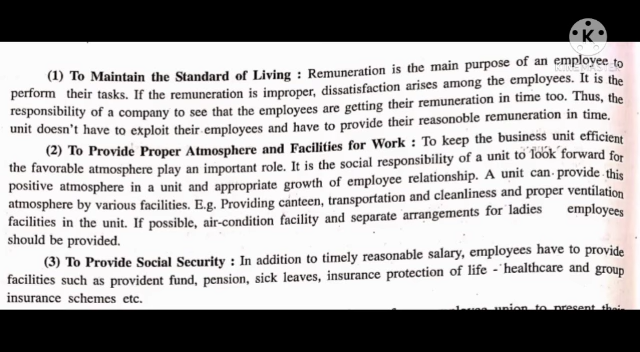 K
KINEMASTER
(1) To Maintain the Standard of Living : Remuneration is the main purpose of an employee to
perform their tasks. If the remuneration is improper, dissatisfaction arises among the employees. It is the
responsibility of a company to see that the employees are getting their remuneration in time too. Thus, the
unit doesn't have to exploit their employees and have to provide their reasonoble remuneration in time.
(2) To Provide Proper Atmosphere and Facilities for Work : To keep the business unit efficient
the favorable atmosphere play an important role. It is the social responsibility of a unit to look forward for
positive atmosphere in a unit and appropriate growth of employee relationship. A unit can provide this
atmosphere by various facilities. E.g. Providing canteen, transportation and cleanliness and proper ventilation
facilities in the unit. If possible, air-condition facility and separate arrangements for ladies employees
should be provided.
(3) To Provide Social Security : In addition to timely reasonable salary, employees have to provide
facilities such as provident fund, pension, sick leaves, insurance protection of life - healthcare and group
insurance schemes etc.
union to present their